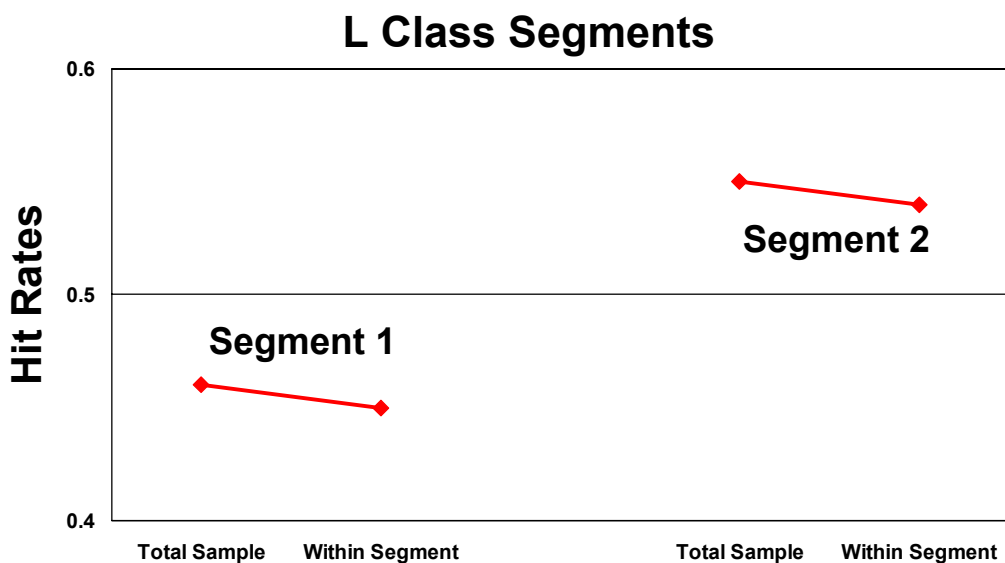 L Class Segments
Hit Rates
0.6
0.5
0.4
Segment 1
Segment 2
Total Sample
Within Segment
Total Sample
Within Segment